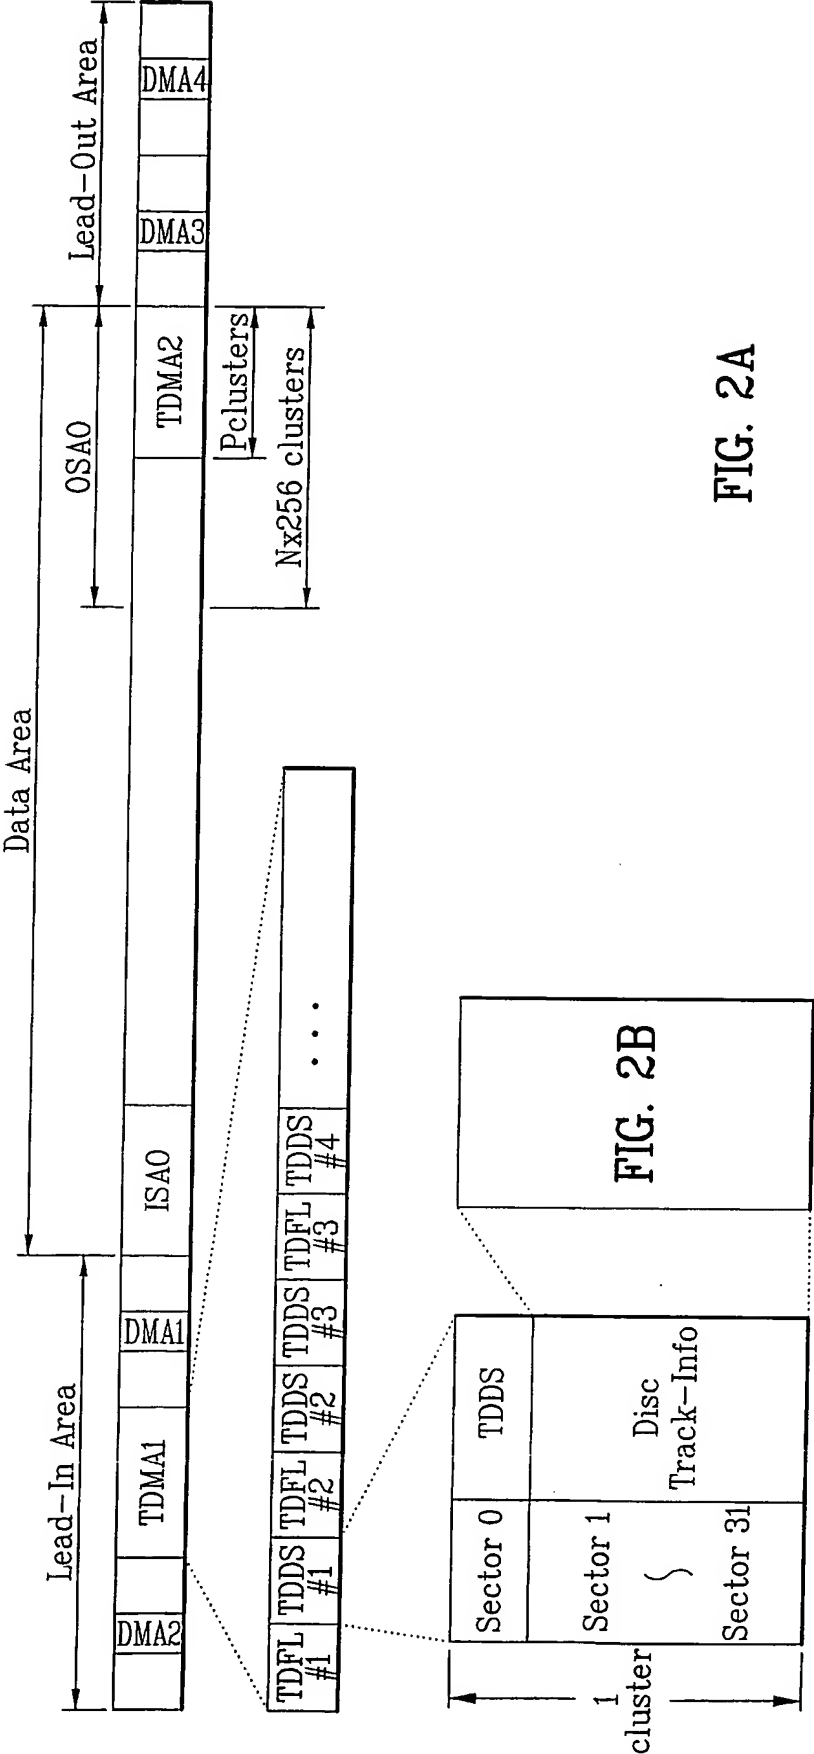 Data Area
Lead-In Area
OSA0
Lead-Out Area
DMA2
TDMA1
DMA1
ISA0
TDMA2
DMA3
DMA4
Pclusters
Nx256 clusters
TDFL
#1
TDDS
#1
TDFL
#2
TDDS
#2
TDDS
#3
TDFL
#3
TDDS
#4
...
1
cluster
Sector 0
TDDS
Sector 1
~
Sector 31
Disc
Track-Info
FIG. 2B
FIG. 2A